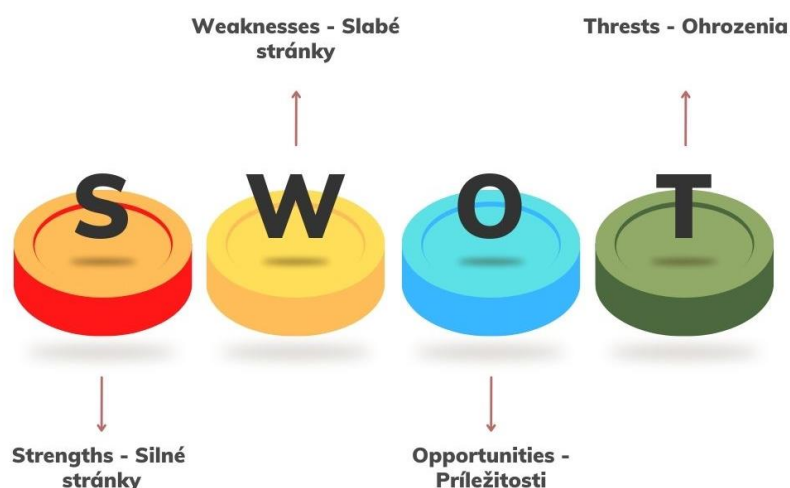 Weaknesses - Slabé
stránky
Thrests - Ohrozenia
S W O T
Strengths - Silné
stránky
Opportunities -
Príležitosti